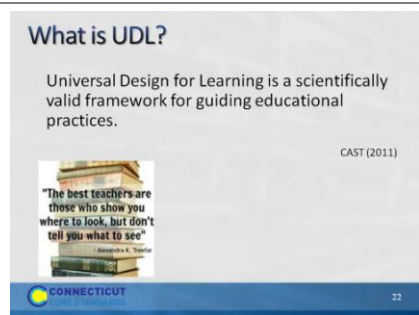 What is UDL?
Universal Design for Learning is a scientifically
valid framework for guiding educational
practices.
CAST (2011)
"The best teachers are
those who show you
where to look, but don't
tell you what to see"
- Alexandra K. Trenfor
CONNECTICUT
CORE STANDARDS
22